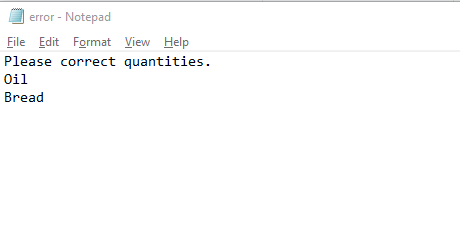 error - Notepad
File Edit Format View Help
Please correct quantities.
Oil
Bread